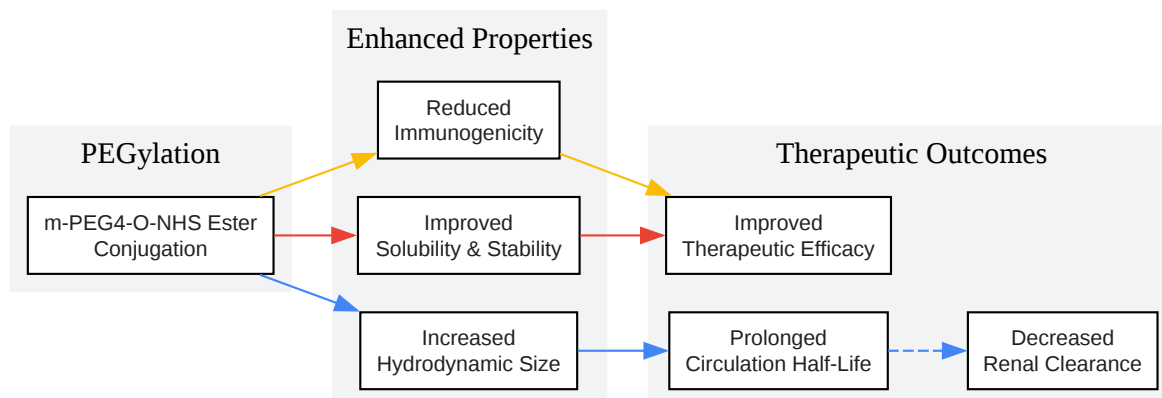 Enhanced Properties
Reduced
Immunogenicity
PEGylation
Therapeutic Outcomes
m-PEG4-O-NHS Ester
Conjugation
Improved
Solubility & Stability
Improved
Therapeutic Efficacy
Increased
Hydrodynamic Size
Prolonged
Circulation Half-Life
Decreased
Renal Clearance